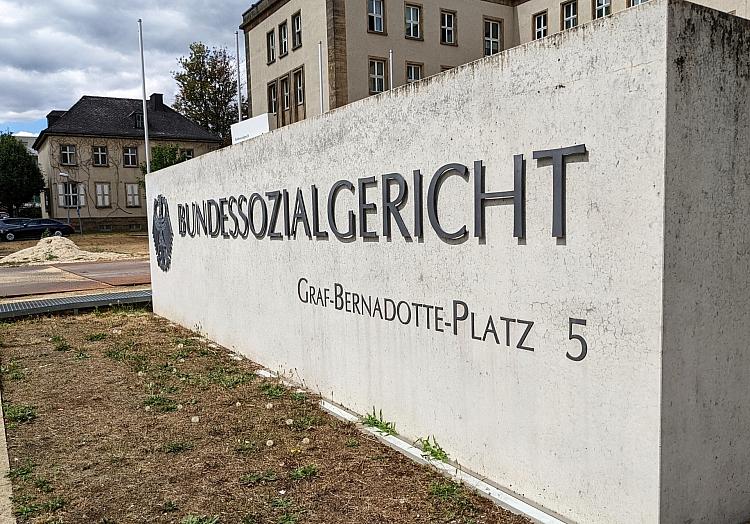 BUNDESSOZIALGERICHT
GRAF-BERNADOTTE-PLATZ 5